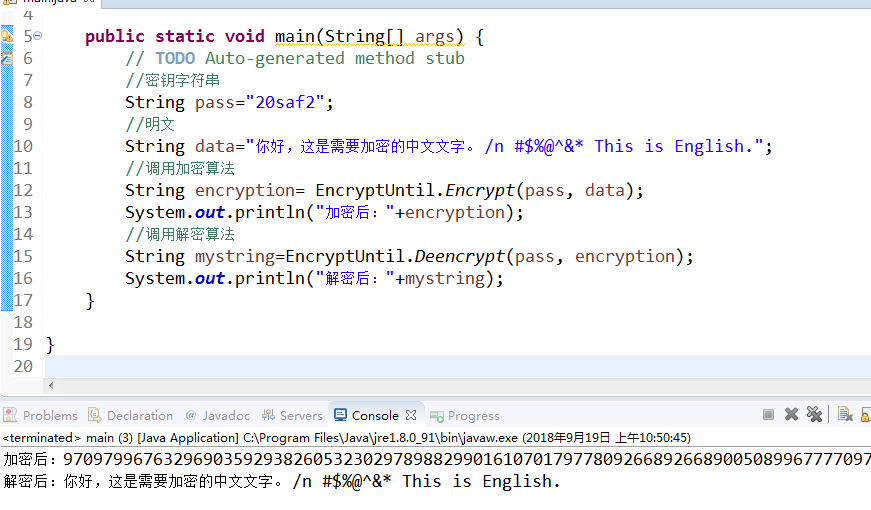 main.java
4
5 public static void main(String[] args) {
6 // TODO Auto-generated method stub
7 //密钥字符串
8 String pass="20saf2";
9 //明文
10 String data="你好，这是需要加密的中文文字。/n #$%@^&* This is English.";
11 //调用加密算法
12 String encryption= EncryptUntil.Encrypt(pass, data);
13 System.out.println("加密后："+encryption);
14 //调用解密算法
15 String mystring=EncryptUntil.Deencrypt(pass, encryption);
16 System.out.println("解密后："+mystring);
17 }
18
19 }
20
Problems Declaration @ Javadoc Servers Console Progress
<terminated> main (3) [Java Application] C:\Program Files\Java\jre1.8.0_91\bin\javaw.exe (2018年9月19日 上午10:50:45)
加密后：97097996763296903592938260532302978988299016107017977809266892668900508996777709​7
解密后：你好，这是需要加密的中文文字。/n #$%@^&* This is English.